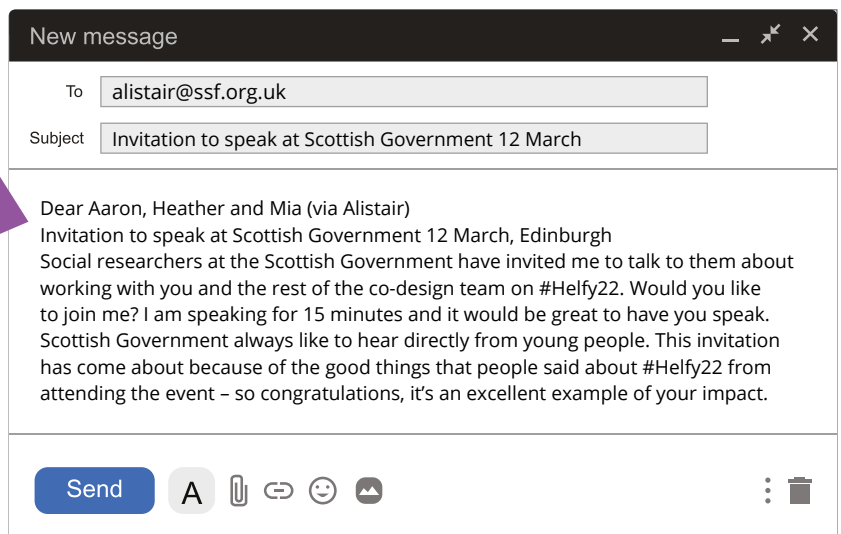 New message
To alistair@ssf.org.uk
Subject Invitation to speak at Scottish Government 12 March
Dear Aaron, Heather and Mia (via Alistair)
Invitation to speak at Scottish Government 12 March, Edinburgh
Social researchers at the Scottish Government have invited me to talk to them about
working with you and the rest of the co-design team on #Helfy22. Would you like
to join me? I am speaking for 15 minutes and it would be great to have you speak.
Scottish Government always like to hear directly from young people. This invitation
has come about because of the good things that people said about #Helfy22 from
attending the event – so congratulations, it’s an excellent example of your impact.
Send A